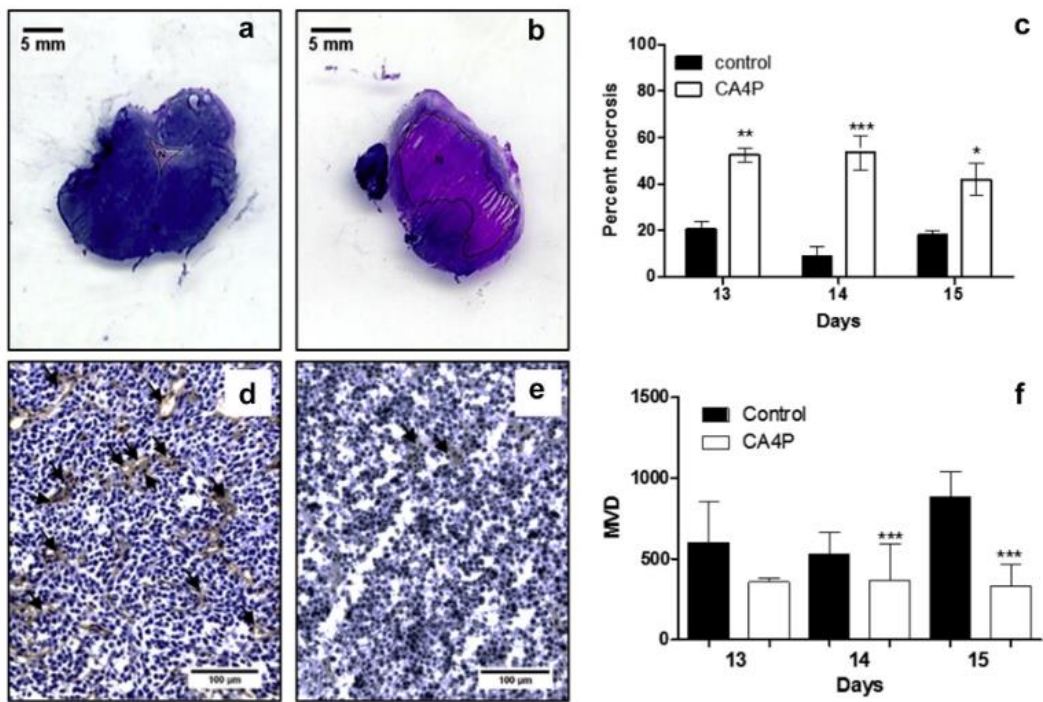 a
5 mm
N
b
5 mm
c
100
80
60
40
20
0
Percent necrosis
control
CA4P
**
***
*
13 14 15
Days
d
100 µm
e
100 µm
f
1500
1000
500
0
MVD
Control
CA4P
***
***
13 14 15
Days